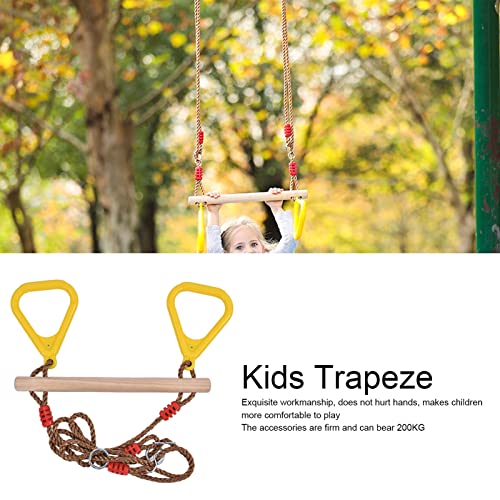 Kids Trapeze
Exquisite workmanship, does not hurt hands, makes children
more comfortable to play
The accessories are firm and can bear 200KG